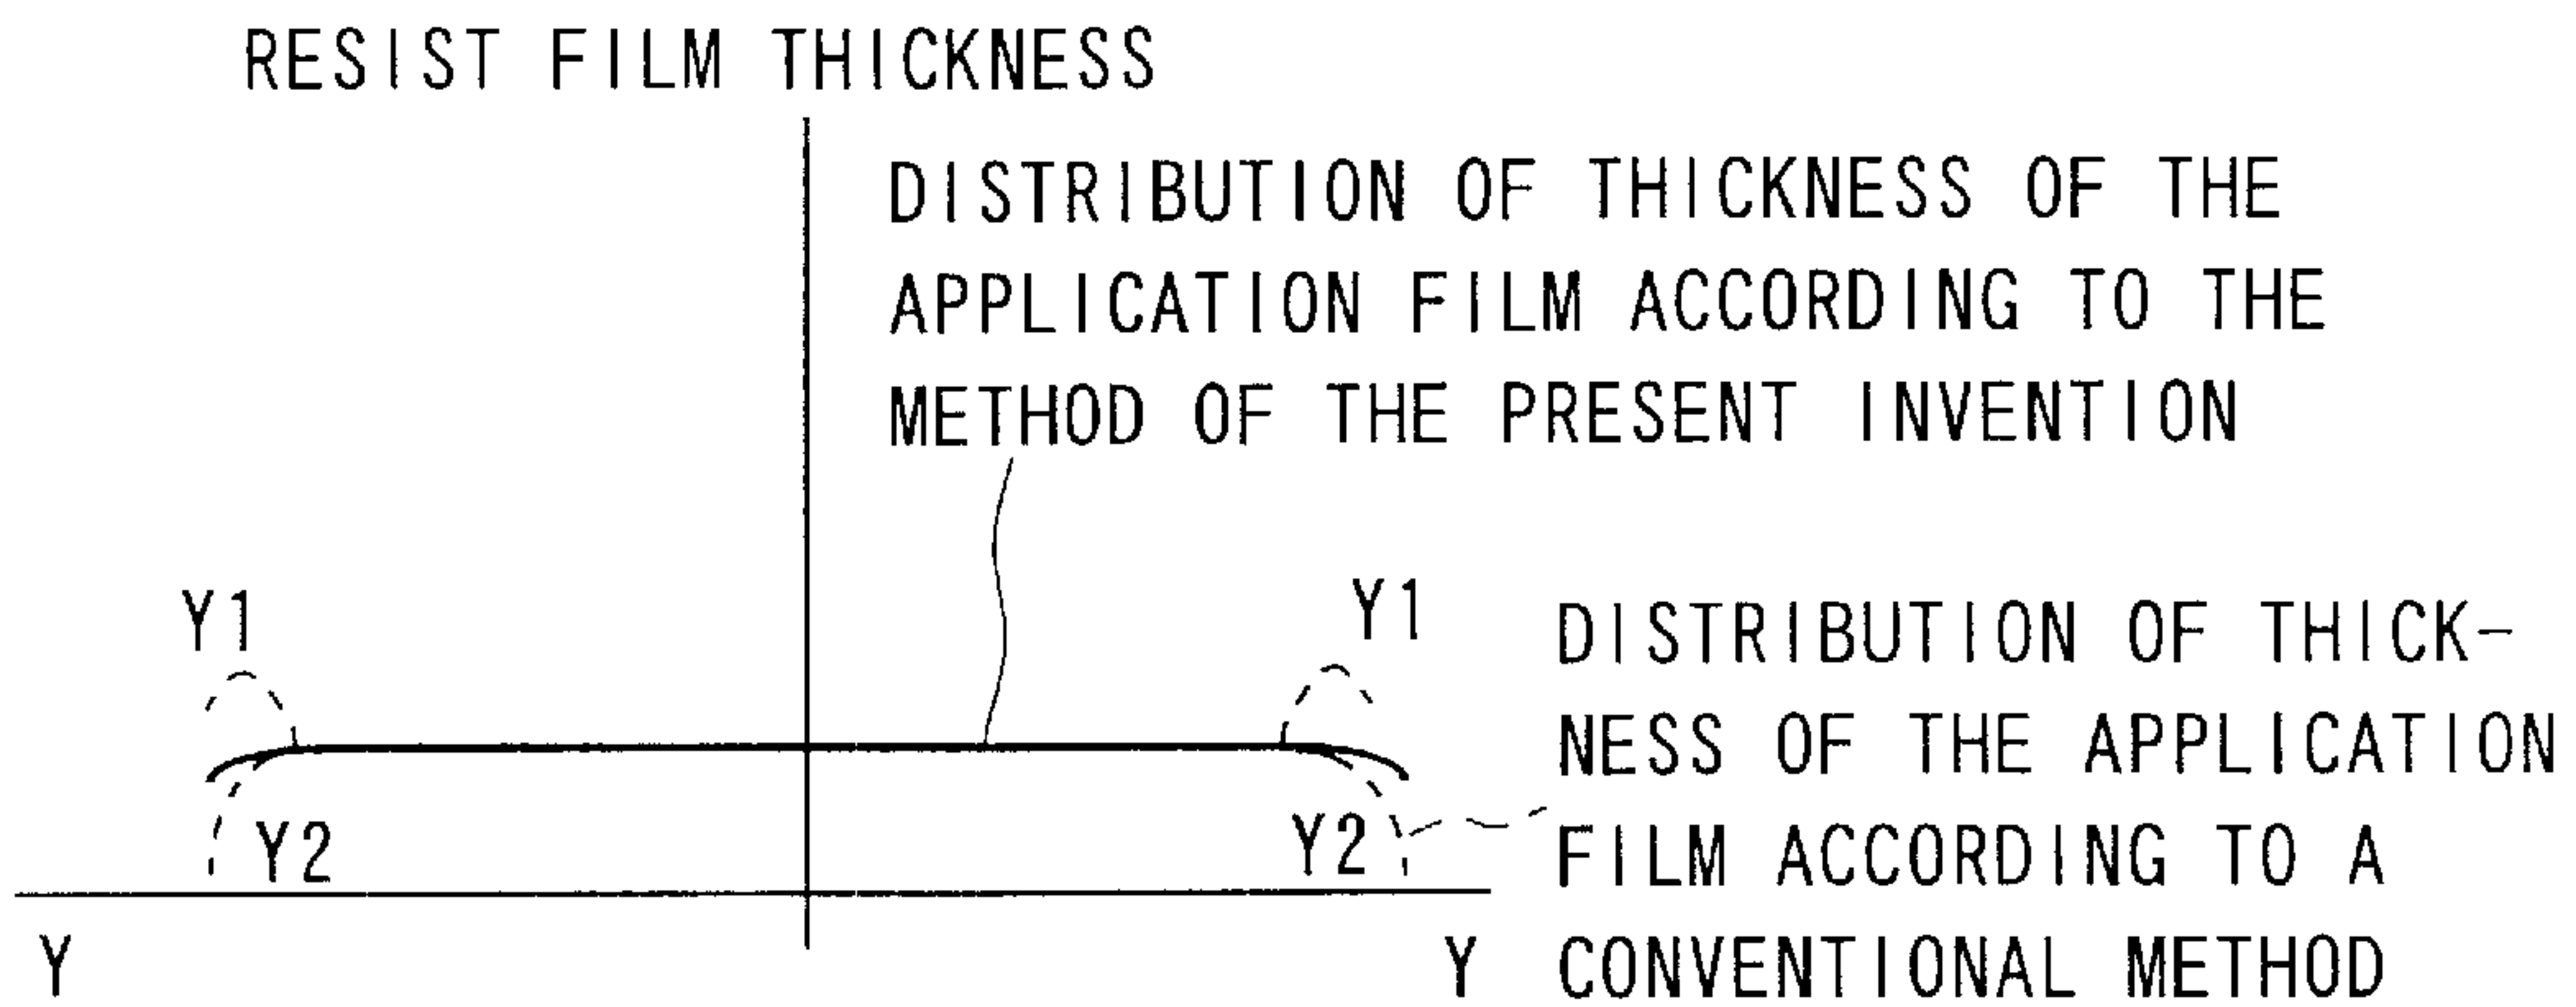 RESIST FILM THICKNESS
DISTRIBUTION OF THICKNESS OF THE
APPLICATION FILM ACCORDING TO THE
METHOD OF THE PRESENT INVENTION
Y1
Y1
DISTRIBUTION OF THICK-
NESS OF THE APPLICATION
FILM ACCORDING TO A
CONVENTIONAL METHOD
Y2
Y2
Y
Y